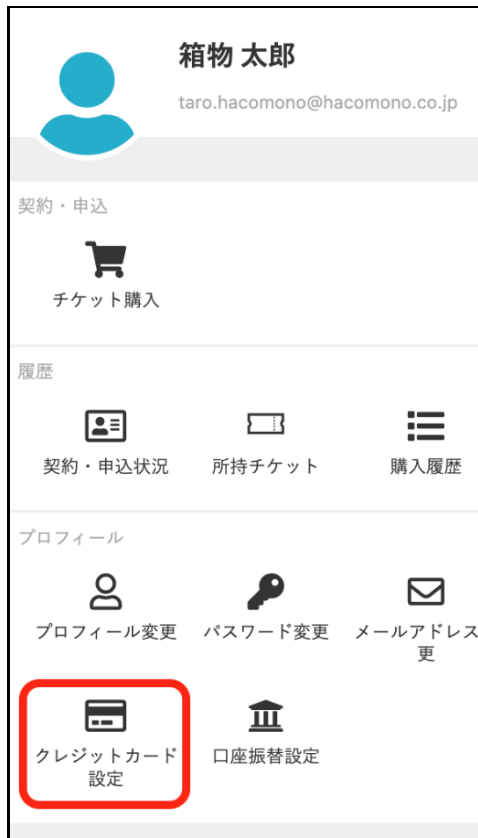 箱物 太郎
taro.hacomono@hacomono.co.jp
契約・申込
チケット購入
履歴
契約・申込状況
所持チケット
購入履歴
プロフィール
プロフィール変更
パスワード変更
メールアドレス
更
クレジットカード
設定
口座振替設定